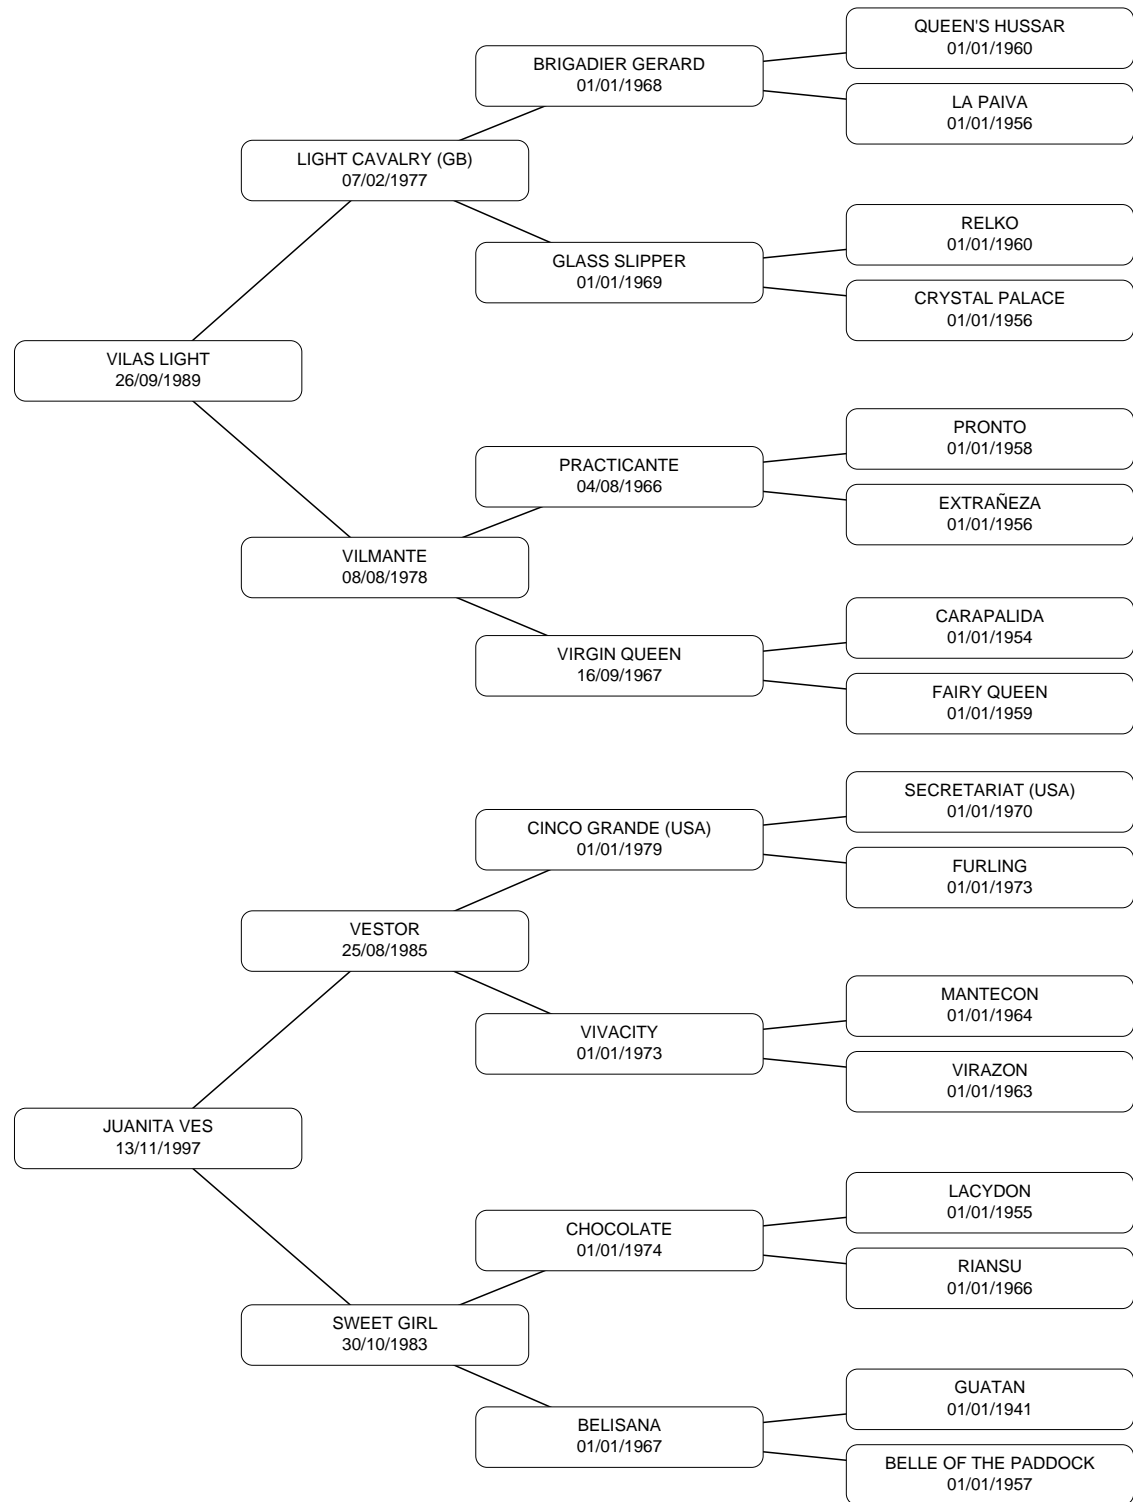 QUEEN'S HUSSAR
01/01/1960
BRIGADIER GERARD
01/01/1968
LA PAIVA
01/01/1956
LIGHT CAVALRY (GB)
07/02/1977
RELKO
01/01/1960
GLASS SLIPPER
01/01/1969
CRYSTAL PALACE
01/01/1956
VILAS LIGHT
26/09/1989
PRONTO
01/01/1958
PRACTICANTE
04/08/1966
EXTRAÑEZA
01/01/1956
VILMANTE
08/08/1978
CARAPALIDA
01/01/1954
VIRGIN QUEEN
16/09/1967
FAIRY QUEEN
01/01/1959
SECRETARIAT (USA)
01/01/1970
CINCO GRANDE (USA)
01/01/1979
FURLING
01/01/1973
VESTOR
25/08/1985
MANTECON
01/01/1964
VIVACITY
01/01/1973
VIRAZON
01/01/1963
JUANITA VES
13/11/1997
LACYDON
01/01/1955
CHOCOLATE
01/01/1974
RIANSU
01/01/1966
SWEET GIRL
30/10/1983
GUATAN
01/01/1941
BELISANA
01/01/1967
BELLE OF THE PADDOCK
01/01/1957